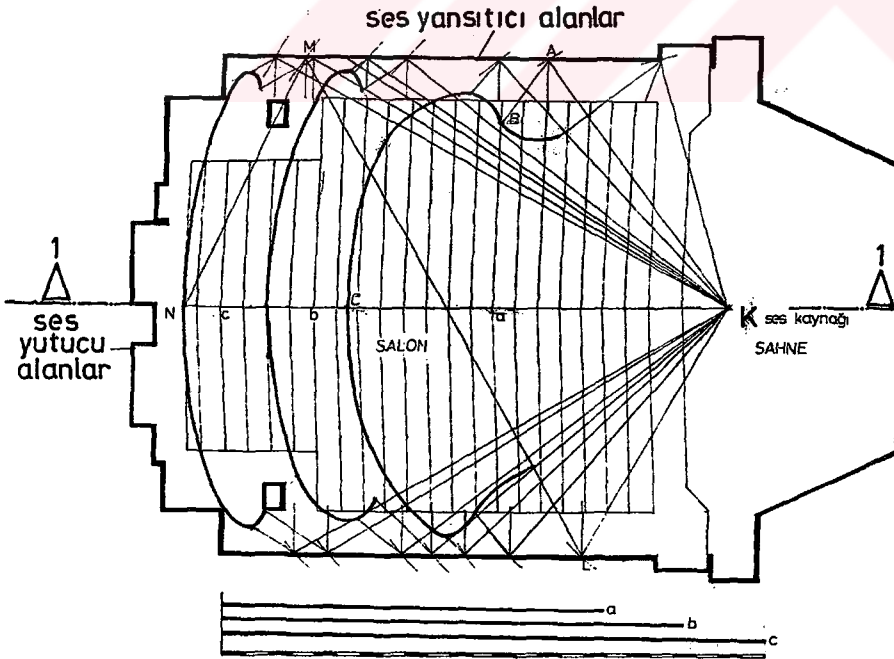 ses yansıtıcı alanlar
M
A
B
1
1
N
c
b
C
a
K ses kaynağı
ses
yutucu
alanlar
SALON
SAHNE
L
a
b
c